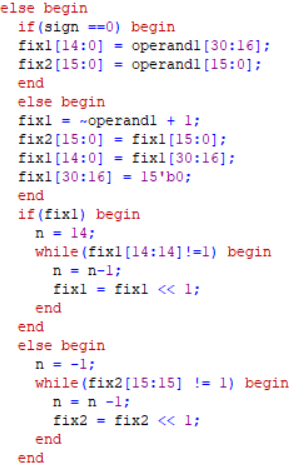 else begin
if(sign ==0) begin
fix1[14:0] = operand1[30:16];
fix2[15:0] = operand1[15:0];
end
else begin
fix1 = ~operand1 + 1;
fix2[15:0] = fix1[15:0];
fix1[14:0] = fix1[30:16];
fix1[30:16] = 15'b0;
end
if(fix1) begin
n = 14;
while(fix1[14:14]!=1) begin
n = n-1;
fix1 = fix1 << 1;
end
end
else begin
n = -1;
while(fix2[15:15] != 1) begin
n = n -1;
fix2 = fix2 << 1;
end
end